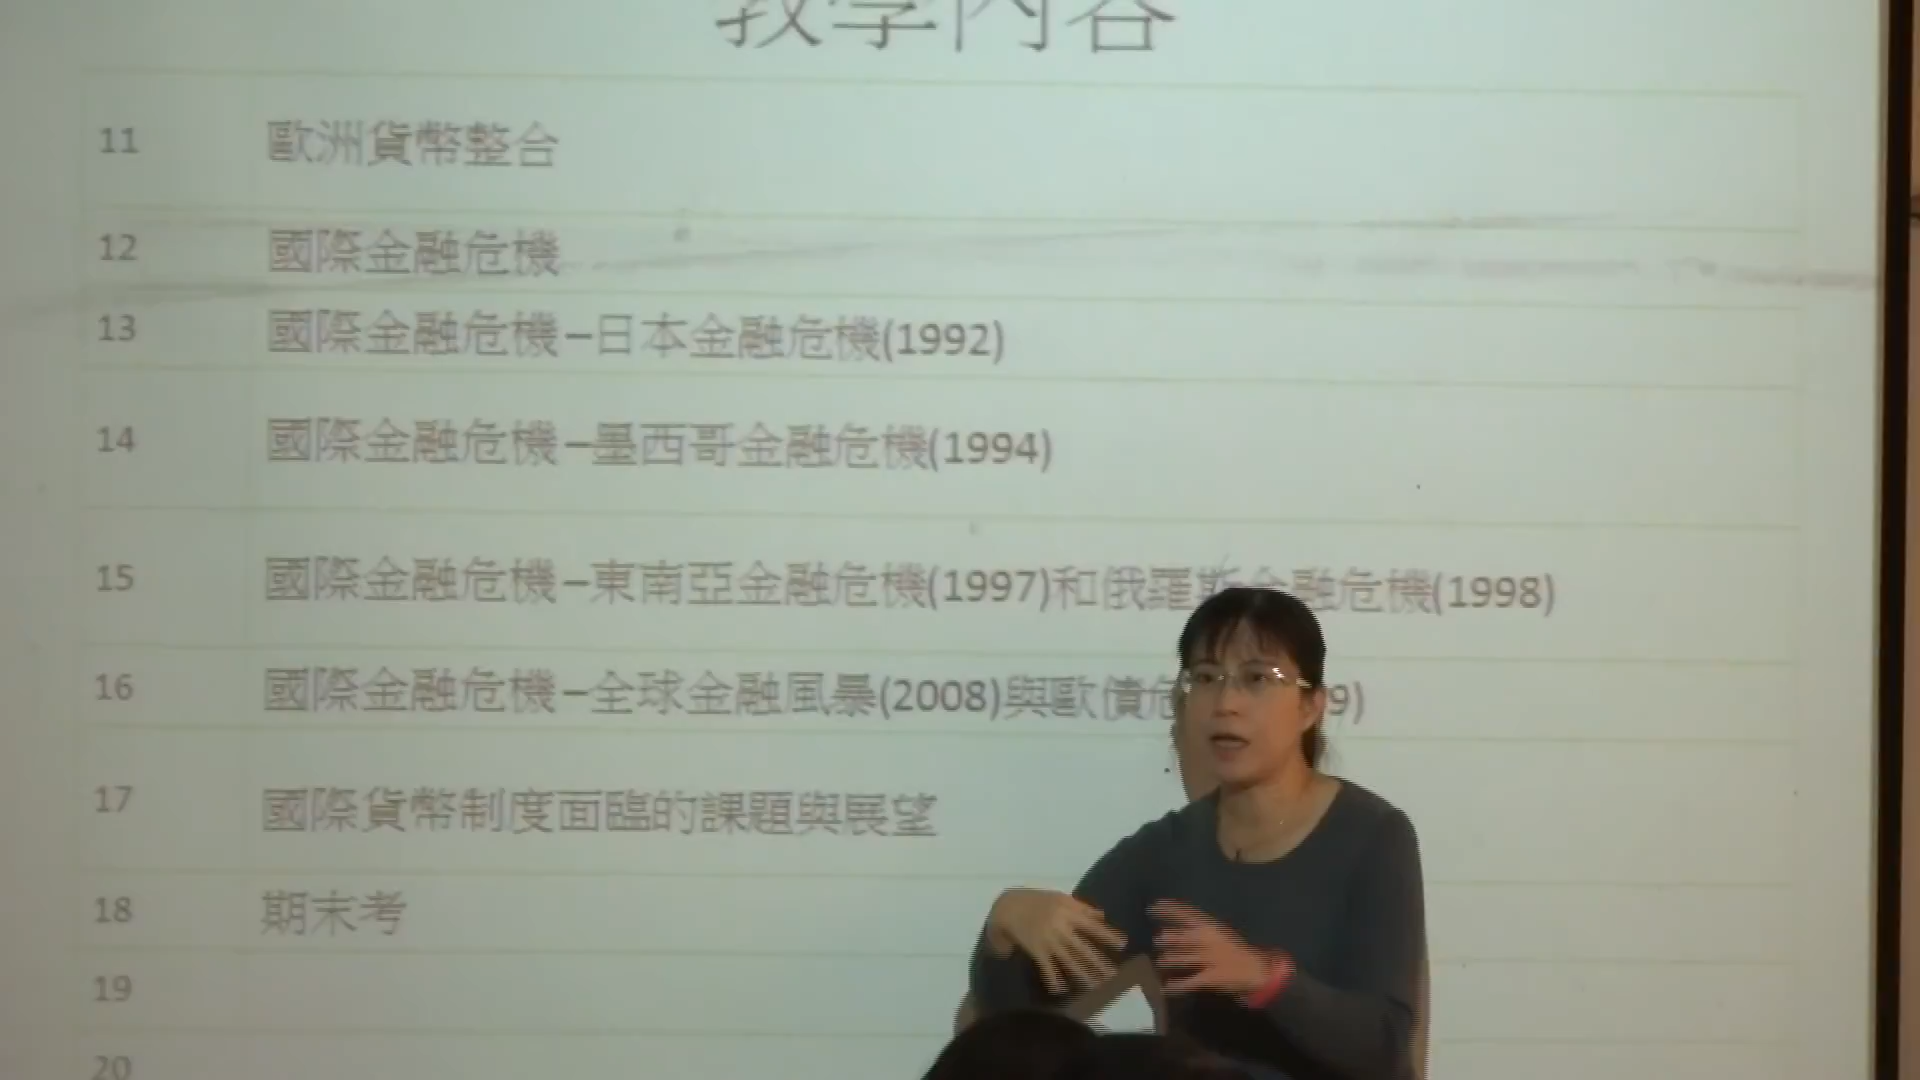 教學內容
11 歐洲貨幣整合
12 國際金融危機
13 國際金融危機–日本金融危機(1992)
14 國際金融危機–墨西哥金融危機(1994)
15 國際金融危機–東南亞金融危機(1997)和俄羅斯金融危機(1998)
16 國際金融危機–全球金融風暴(2008)與歐債危 9)
17 國際貨幣制度面臨的課題與展望
18 期末考
19
20